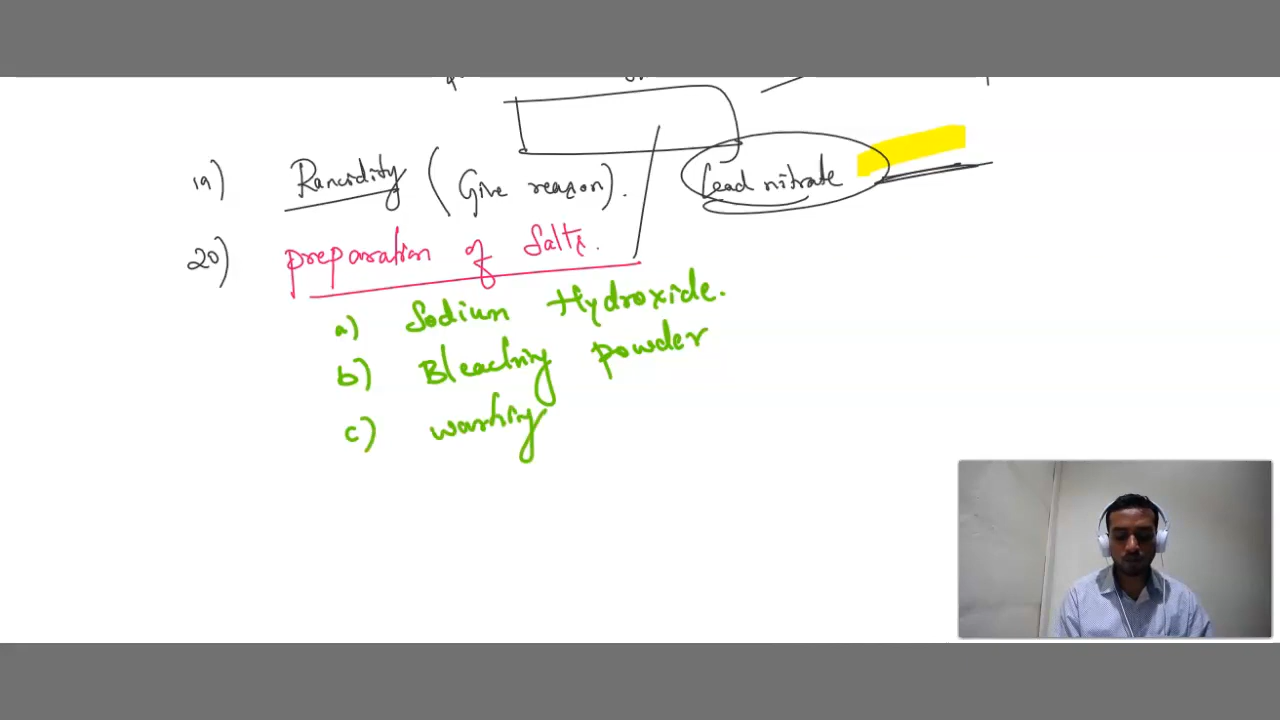 19) Rancidity (Give reason). Lead nitrate
20) preparation of Salts.
a) Sodium Hydroxide.
b) Bleaching powder
c) washing